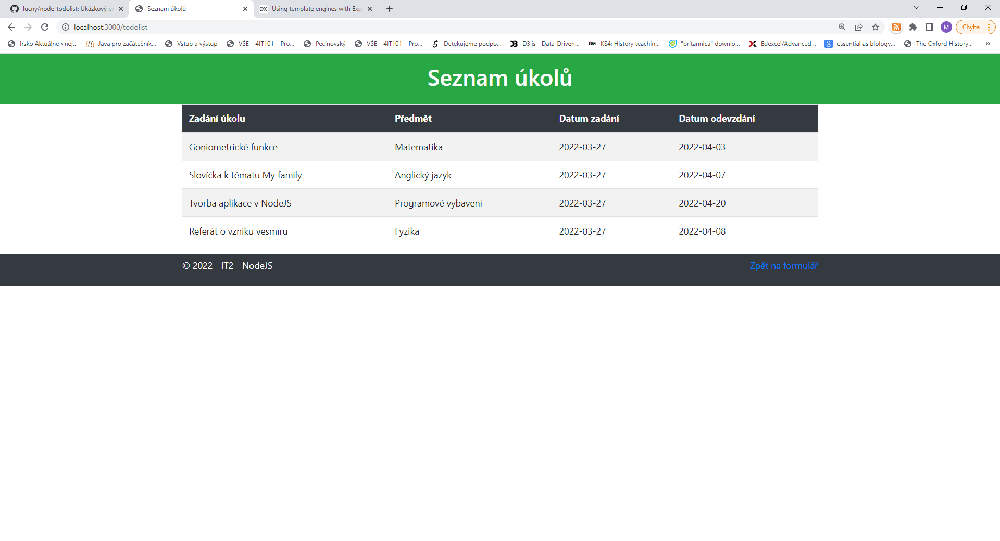 lucny/node-todolist: Ukázkový pr
Seznam úkolů
ex Using template engines with Exp
localhost:3000/todolist
M
Chyba
Irsko Aktuálně › nej...
Java pro začátečník...
Vstup a výstup
VŠE – 4IT101 – Pro...
Pecinovský
VŠE – 4IT101 – Pro...
Detekujeme podpo...
D3.js - Data-Driven...
tes KS4: History teachin...
"britannica" downlo...
Edexcel/Advanced...
essential as biology...
The Oxford History...
»
Seznam úkolů
Zadání úkolu Předmět Datum zadání Datum odevzdání
Goniometrické funkce Matematika 2022-03-27 2022-04-03
Slovíčka k tématu My family Anglický jazyk 2022-03-27 2022-04-07
Tvorba aplikace v NodeJS Programové vybavení 2022-03-27 2022-04-20
Referát o vzniku vesmíru Fyzika 2022-03-27 2022-04-08
© 2022 - IT2 - NodeJS Zpět na formulář